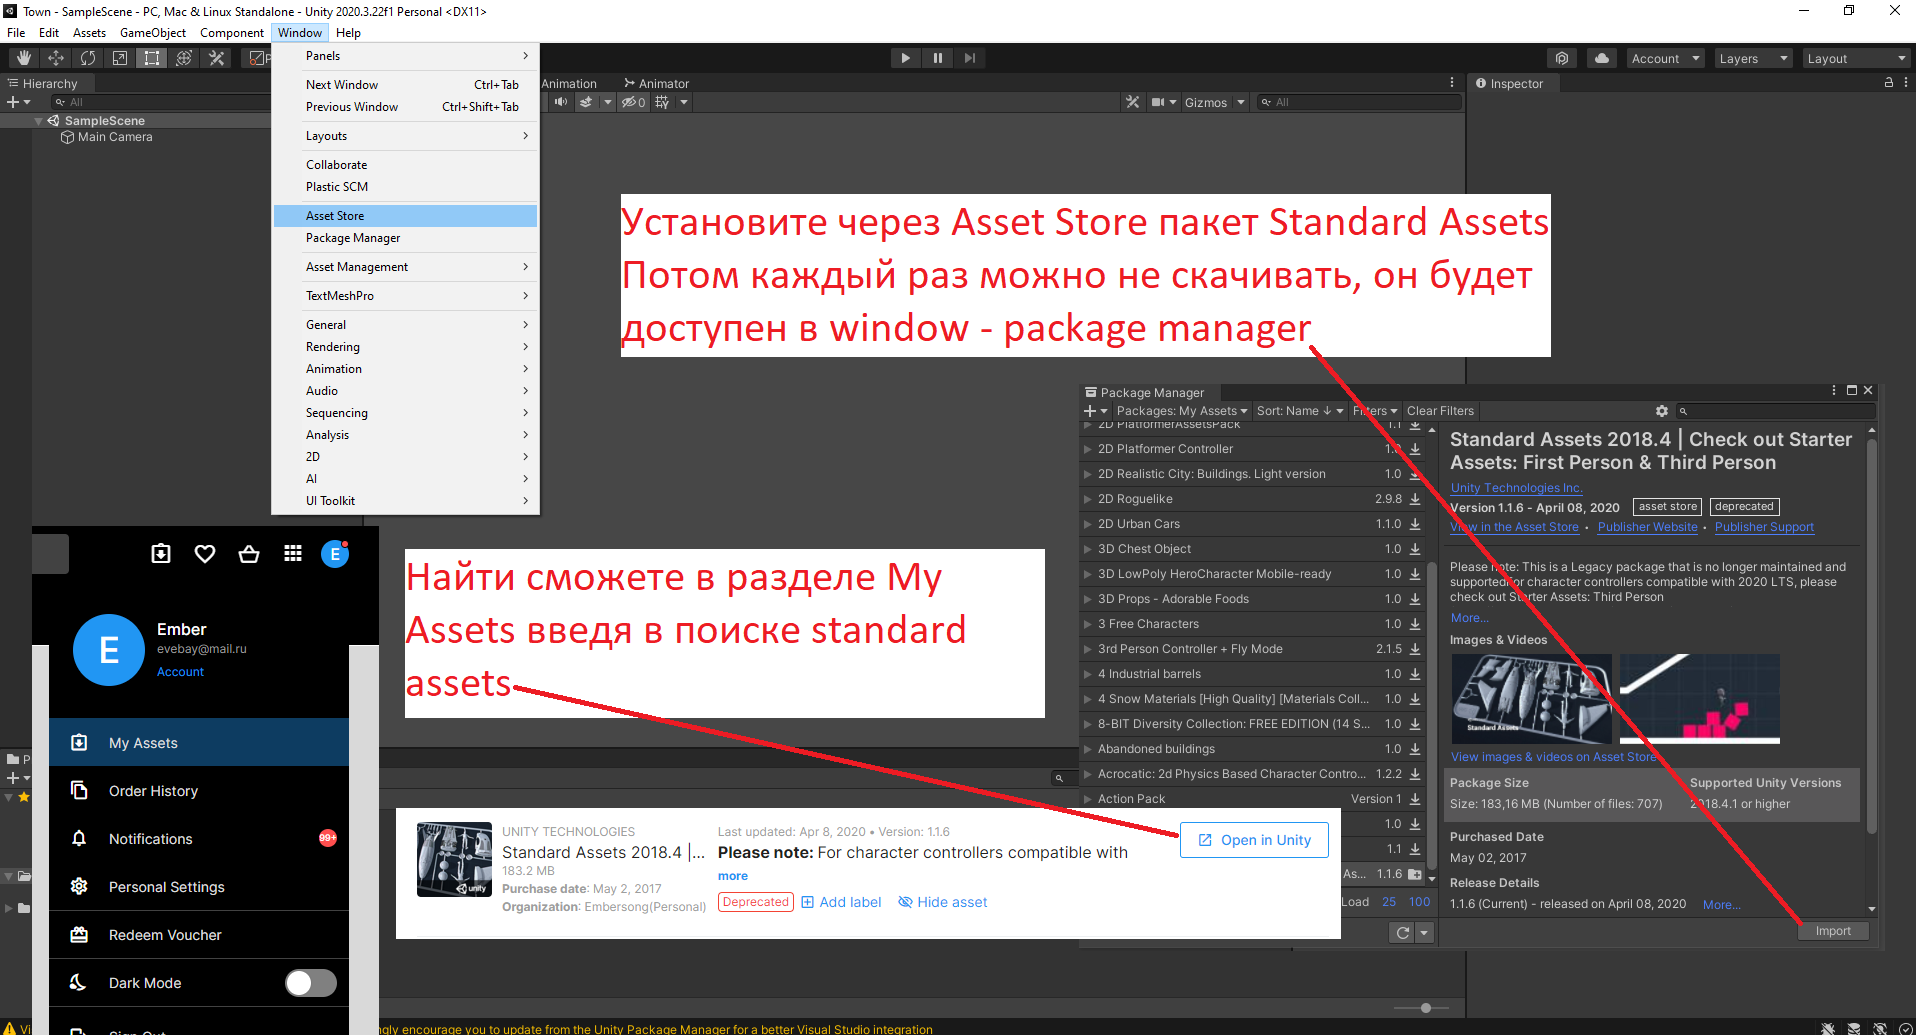 Town - SampleScene - PC, Mac & Linux Standalone - Unity 2020.3.22f1 Personal <DX11>
File Edit Assets GameObject Component Window Help
Account Layers Layout
Hierarchy
All
SampleScene
Main Camera
Panels
Next Window Ctrl+Tab
Previous Window Ctrl+Shift+Tab
Layouts
Collaborate
Plastic SCM
Asset Store
Package Manager
Asset Management
TextMeshPro
General
Rendering
Animation
Audio
Sequencing
Analysis
2D
AI
UI Toolkit
Animation Animator
0 Gizmos All
Inspector
Установите через Asset Store пакет Standard Assets
Потом каждый раз можно не скачивать, он будет
доступен в window - package manager
Найти сможете в разделе My
Assets введя в поиске standard
assets
E
E
Ember
evebay@mail.ru
Account
My Assets
Order History
Notifications 99+
Personal Settings
Redeem Voucher
Dark Mode
Sign Out
Package Manager
Packages: My Assets Sort: Name ↓ Filters Clear Filters
2D PlatformerAssetsPack 1.1
2D Platformer Controller 1.0
2D Realistic City: Buildings. Light version 1.0
2D Roguelike 2.9.8
2D Urban Cars 1.1.0
3D Chest Object 1.0
3D LowPoly HeroCharacter Mobile-ready 1.0
3D Props - Adorable Foods 1.0
3 Free Characters 1.0
3rd Person Controller + Fly Mode 2.1.5
4 Industrial barrels 1.0
4 Snow Materials [High Quality] [Materials Coll... 1.0
8-BIT Diversity Collection: FREE EDITION (14 S... 1.0
Abandoned buildings 1.0
Acrocatic: 2d Physics Based Character Contro... 1.2.2
Action Pack Version 1
1.0
1.1
As... 1.1.6
Load 25 100
Standard Assets 2018.4 | Check out Starter
Assets: First Person & Third Person
Unity Technologies Inc.
Version 1.1.6 - April 08, 2020 asset store deprecated
View in the Asset Store • Publisher Website • Publisher Support
Please note: This is a Legacy package that is no longer maintained and
supported for character controllers compatible with 2020 LTS, please
check out Starter Assets: Third Person
More...
Images & Videos
Standard Assets
View images & videos on Asset Store
Package Size Supported Unity Versions
Size: 183,16 MB (Number of files: 707) 2018.4.1 or higher
Purchased Date
May 02, 2017
Release Details
1.1.6 (Current) - released on April 08, 2020 More...
Import
unity
UNITY TECHNOLOGIES
Standard Assets 2018.4 |...
183.2 MB
Purchase date: May 2, 2017
Organization: Embersong(Personal)
Last updated: Apr 8, 2020 • Version: 1.1.6
Please note: For character controllers compatible with
more
Deprecated Add label Hide asset
Open in Unity
ngly encourage you to update from the Unity Package Manager for a better Visual Studio integration